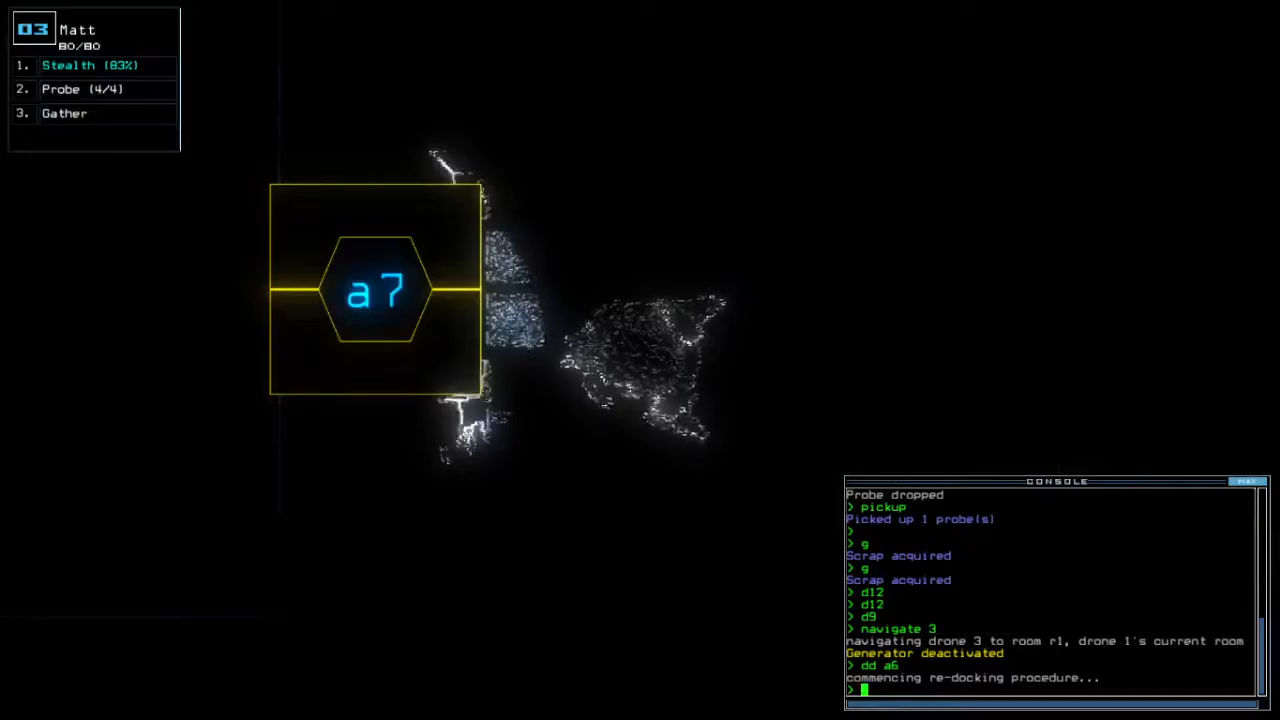 03 Matt
80/80
1. Stealth (83%)
2. Probe (4/4)
3. Gather
a7
CONSOLE
MAX
Probe dropped
> pickup
Picked up 1 probe(s)
>
> g
Scrap acquired
> g
Scrap acquired
> d12
> d12
> d9
> navigate 3
navigating drone 3 to room r1, drone 1's current room
Generator deactivated
> dd a6
commencing re-docking procedure...
>